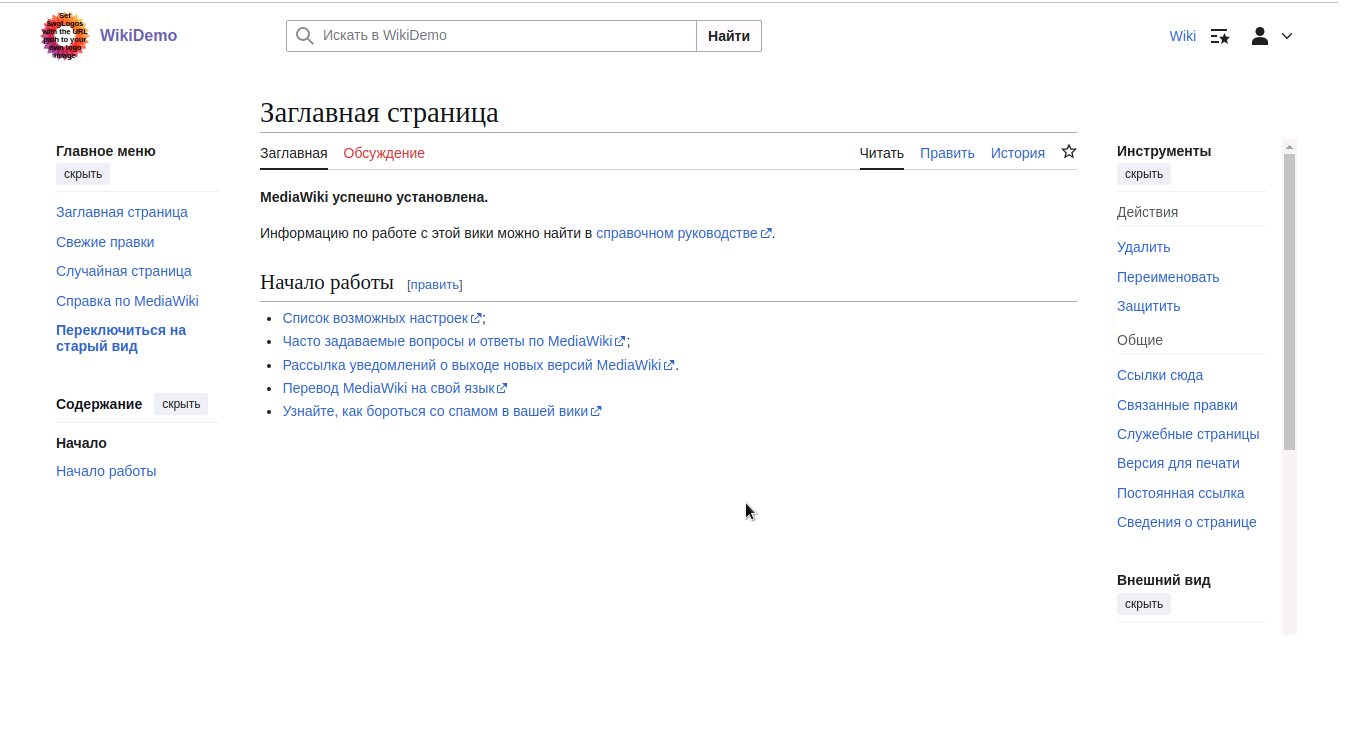 Set
$wgLogos
with the URL
path to your
own logo
image
WikiDemo
Искать в WikiDemo
Найти
Wiki
Заглавная страница
Главное меню
скрыть
Заглавная страница
Свежие правки
Случайная страница
Справка по MediaWiki
Переключиться на
старый вид
Содержание скрыть
Начало
Начало работы
Заглавная Обсуждение Читать Править История
MediaWiki успешно установлена.
Информацию по работе с этой вики можно найти в справочном руководстве.
Начало работы [править]
Список возможных настроек;
Часто задаваемые вопросы и ответы по MediaWiki;
Рассылка уведомлений о выходе новых версий MediaWiki.
Перевод MediaWiki на свой язык
Узнайте, как бороться со спамом в вашей вики
Инструменты
скрыть
Действия
Удалить
Переименовать
Защитить
Общие
Ссылки сюда
Связанные правки
Служебные страницы
Версия для печати
Постоянная ссылка
Сведения о странице
Внешний вид
скрыть